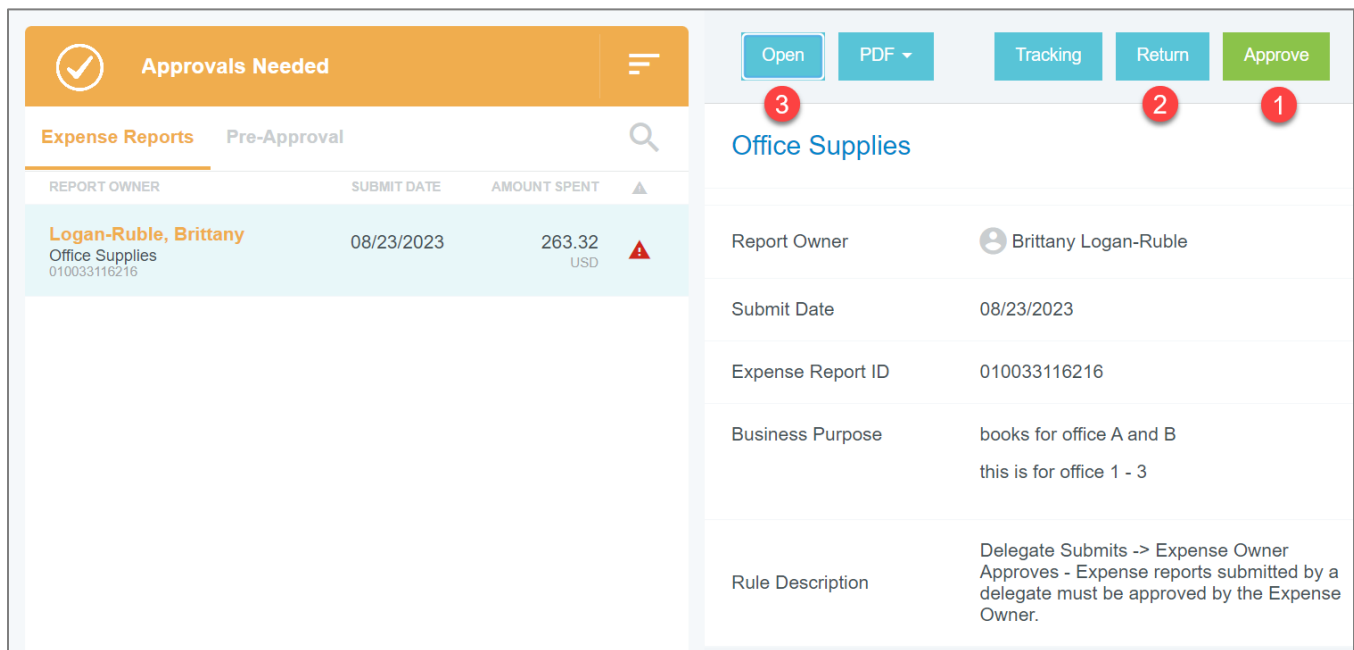 Approvals Needed
Expense Reports Pre-Approval
REPORT OWNER SUBMIT DATE AMOUNT SPENT
Logan-Ruble, Brittany 08/23/2023 263.32
Office Supplies USD
010033116216
Open PDF Tracking Return Approve
3 2 1
Office Supplies
Report Owner Brittany Logan-Ruble
Submit Date 08/23/2023
Expense Report ID 010033116216
Business Purpose books for office A and B
this is for office 1 - 3
Delegate Submits -> Expense Owner
Approves - Expense reports submitted by a
Rule Description delegate must be approved by the Expense
Owner.